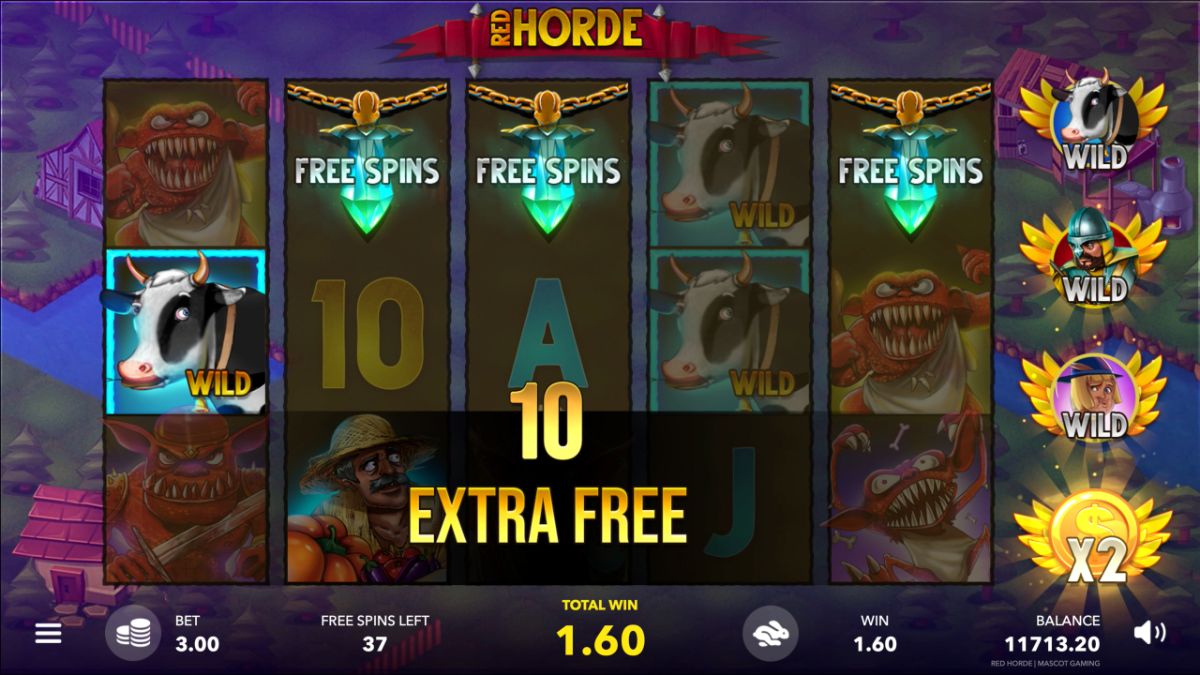 RED HORDE
FREE SPINS
FREE SPINS
FREE SPINS
WILD
WILD
WILD
WILD
WILD
WILD
WILD
X2
10
A
J
10
EXTRA FREE
BET
3.00
FREE SPINS LEFT
37
TOTAL WIN
1.60
WIN
1.60
BALANCE
11713.20
RED HORDE | MASCOT GAMING